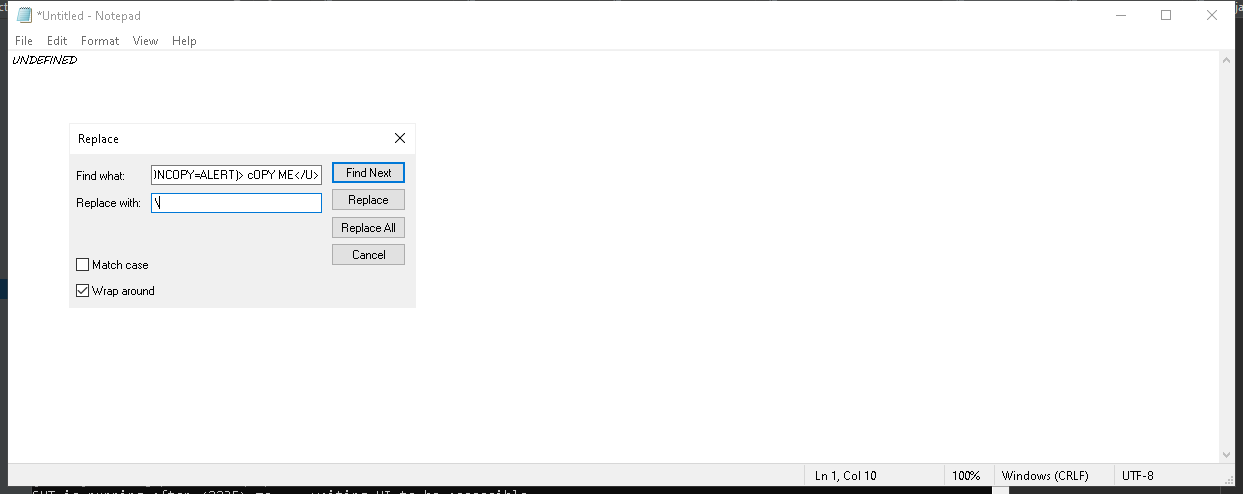 *Untitled - Notepad
File Edit Format View Help
UNDEFINED
Replace
Find what: )NCOPY=ALERT)> cOPY ME</U> Find Next
Replace with: \ Replace
Replace All
Cancel
Match case
Wrap around
Ln 1, Col 10 100% Windows (CRLF) UTF-8